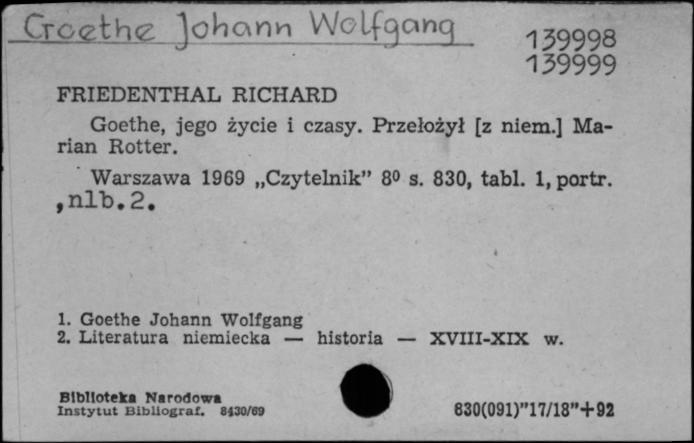 Goethe Johann Wolfgang
139998
139999
FRIEDENTHAL RICHARD
Goethe, jego życie i czasy. Przełożył [z niem.] Ma-
rian Rotter.
Warszawa 1969 „Czytelnik” 8⁰ s. 830, tabl. 1, portr.
,nlb.2.
1. Goethe Johann Wolfgang
2. Literatura niemiecka — historia — XVIII-XIX w.
Biblioteka Narodowa
Instytut Bibliograf. 8430/69
830(091)”17/18”+92